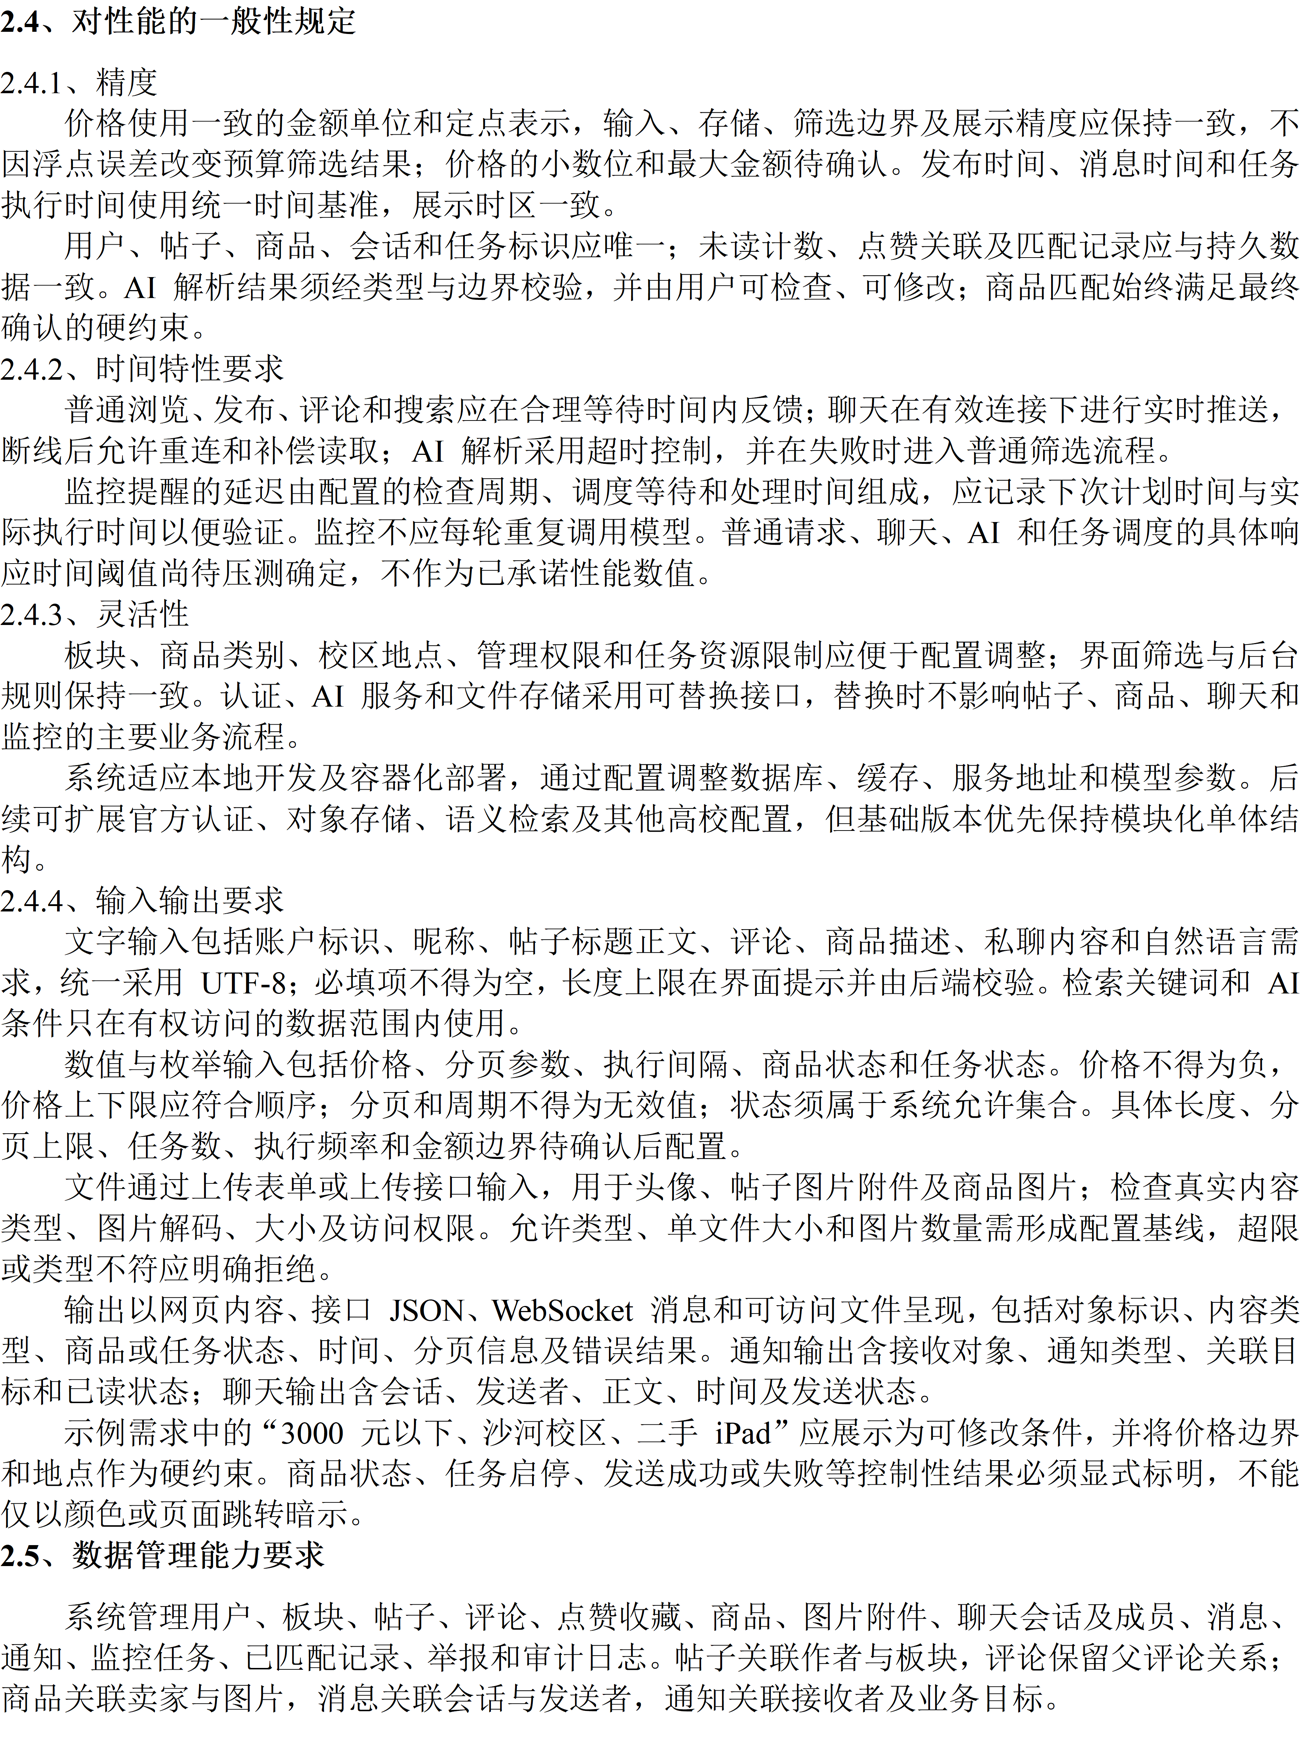 2.4、对性能的一般性规定
2.4.1、精度
价格使用一致的金额单位和定点表示，输入、存储、筛选边界及展示精度应保持一致，不
因浮点误差改变预算筛选结果；价格的小数位和最大金额待确认。发布时间、消息时间和任务
执行时间使用统一时间基准，展示时区一致。
用户、帖子、商品、会话和任务标识应唯一；未读计数、点赞关联及匹配记录应与持久数
据一致。AI 解析结果须经类型与边界校验，并由用户可检查、可修改；商品匹配始终满足最终
确认的硬约束。
2.4.2、时间特性要求
普通浏览、发布、评论和搜索应在合理等待时间内反馈；聊天在有效连接下进行实时推送，
断线后允许重连和补偿读取；AI 解析采用超时控制，并在失败时进入普通筛选流程。
监控提醒的延迟由配置的检查周期、调度等待和处理时间组成，应记录下次计划时间与实
际执行时间以便验证。监控不应每轮重复调用模型。普通请求、聊天、AI 和任务调度的具体响
应时间阈值尚待压测确定，不作为已承诺性能数值。
2.4.3、灵活性
板块、商品类别、校区地点、管理权限和任务资源限制应便于配置调整；界面筛选与后台
规则保持一致。认证、AI 服务和文件存储采用可替换接口，替换时不影响帖子、商品、聊天和
监控的主要业务流程。
系统适应本地开发及容器化部署，通过配置调整数据库、缓存、服务地址和模型参数。后
续可扩展官方认证、对象存储、语义检索及其他高校配置，但基础版本优先保持模块化单体结
构。
2.4.4、输入输出要求
文字输入包括账户标识、昵称、帖子标题正文、评论、商品描述、私聊内容和自然语言需
求，统一采用 UTF-8；必填项不得为空，长度上限在界面提示并由后端校验。检索关键词和 AI
条件只在有权访问的数据范围内使用。
数值与枚举输入包括价格、分页参数、执行间隔、商品状态和任务状态。价格不得为负，
价格上下限应符合顺序；分页和周期不得为无效值；状态须属于系统允许集合。具体长度、分
页上限、任务数、执行频率和金额边界待确认后配置。
文件通过上传表单或上传接口输入，用于头像、帖子图片附件及商品图片；检查真实内容
类型、图片解码、大小及访问权限。允许类型、单文件大小和图片数量需形成配置基线，超限
或类型不符应明确拒绝。
输出以网页内容、接口 JSON、WebSocket 消息和可访问文件呈现，包括对象标识、内容类
型、商品或任务状态、时间、分页信息及错误结果。通知输出含接收对象、通知类型、关联目
标和已读状态；聊天输出含会话、发送者、正文、时间及发送状态。
示例需求中的“3000 元以下、沙河校区、二手 iPad”应展示为可修改条件，并将价格边界
和地点作为硬约束。商品状态、任务启停、发送成功或失败等控制性结果必须显式标明，不能
仅以颜色或页面跳转暗示。
2.5、数据管理能力要求
系统管理用户、板块、帖子、评论、点赞收藏、商品、图片附件、聊天会话及成员、消息、
通知、监控任务、已匹配记录、举报和审计日志。帖子关联作者与板块，评论保留父评论关系；
商品关联卖家与图片，消息关联会话与发送者，通知关联接收者及业务目标。